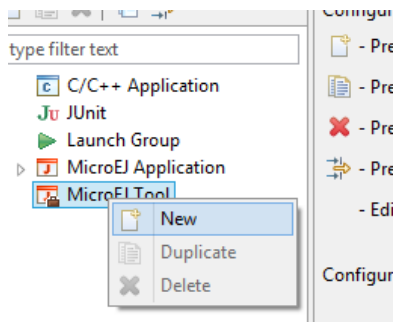 type filter text
C/C++ Application
Ju JUnit
Launch Group
MicroEJ Application
MicroEJ Tool
New
Duplicate
Delete
- Pre
- Pre
- Pre
- Pre
- Edi
Configur